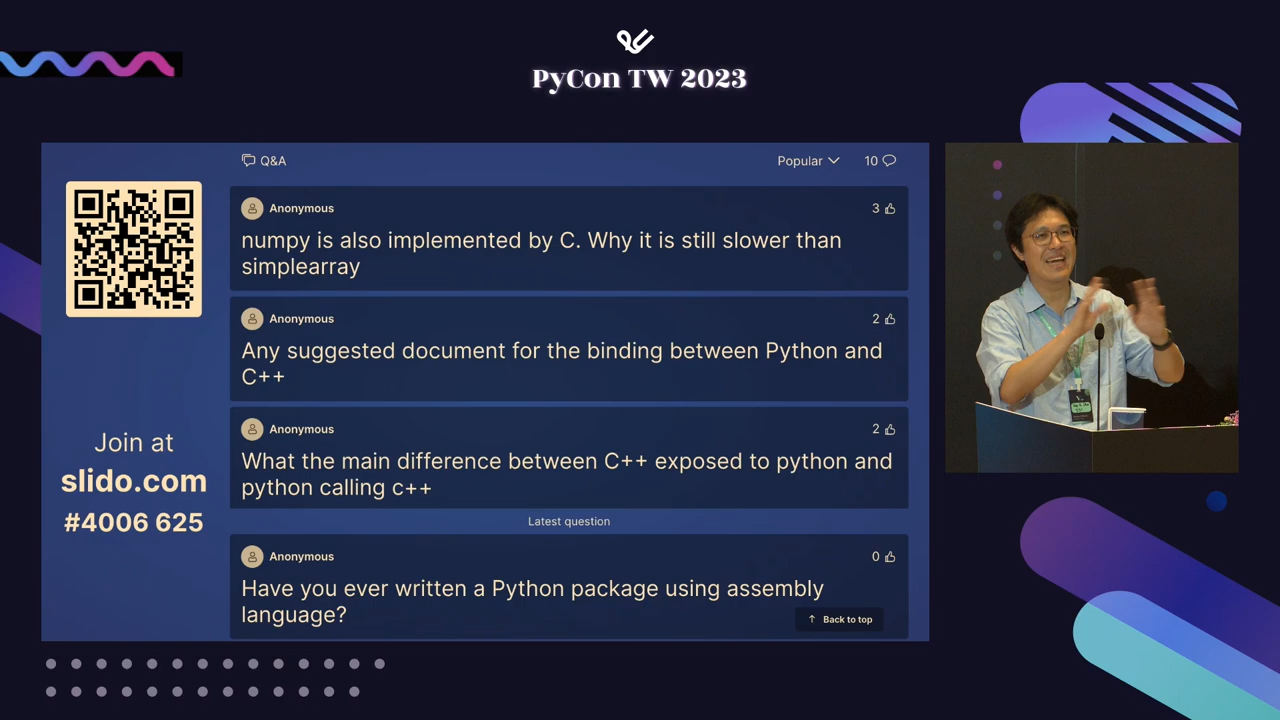 PyCon TW 2023
Q&A
Popular
10
Anonymous
3
numpy is also implemented by C. Why it is still slower than
simplearray
Anonymous
2
Any suggested document for the binding between Python and
C++
Anonymous
2
What the main difference between C++ exposed to python and
python calling c++
Latest question
Anonymous
0
Have you ever written a Python package using assembly
language?
Back to top
Join at
slido.com
#4006 625